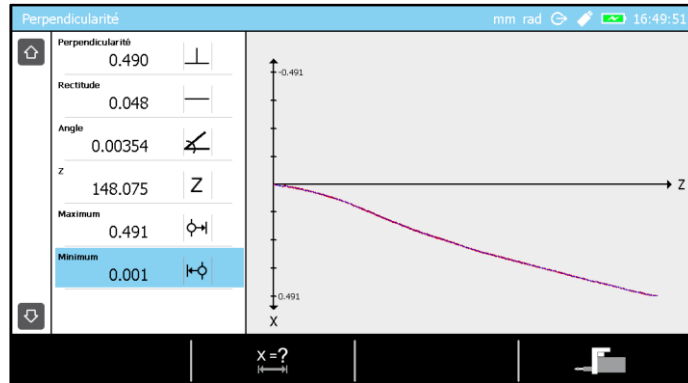 Perpendicularité
mm rad 16:49:51
Perpendicularité
0.490
Rectitude
0.048
Angle
0.00354
Z
148.075 Z
Maximum
0.491
Minimum
0.001
-0.491
Z
0.491
X
X =?